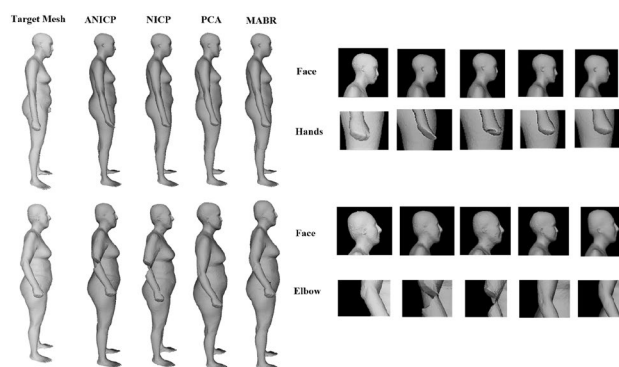 Target Mesh ANICP NICP PCA MABR
Face
Hands
Face
Elbow